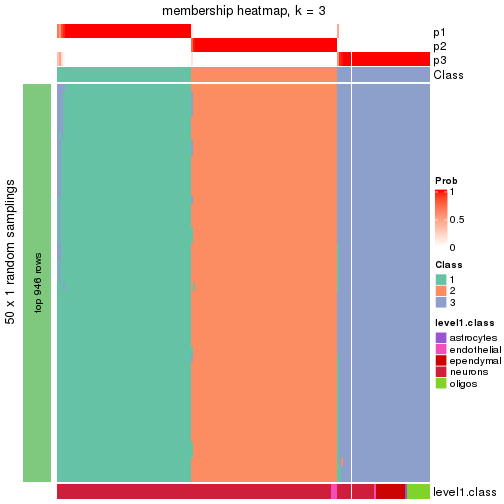 membership heatmap, k = 3
p1
p2
p3
Class
50 x 1 random samplings
top 946 rows
Prob
1
0.5
0
Class
1
2
3
level1.class
astrocytes
endothelial
ependymal
neurons
oligos
level1.class